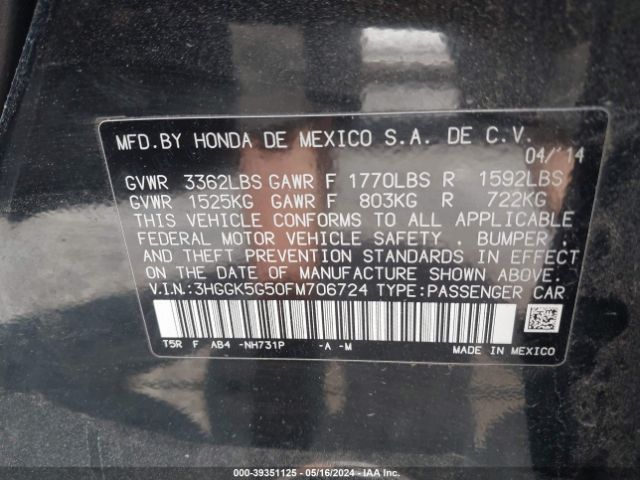 MFD.BY HONDA DE MEXICO S.A. DE C.V.
04/'14
GVWR 3362LBS GAWR F 1770LBS R 1592LBS
GVWR 1525KG GAWR F 803KG R 722KG
THIS VEHICLE CONFORMS TO ALL APPLICABLE
FEDERAL MOTOR VEHICLE SAFETY , BUMPER ,
AND THEFT PREVENTION STANDARDS IN EFFECT
ON THE DATE OF MANUFACTURE SHOWN ABOVE.
V.I.N.:3HGGK5G50FM706724 TYPE:PASSENGER CAR
T5R F AB4 -NH731P -A -M MADE IN MEXICO
000-39351125 - 05/16/2024 - IAA Inc.